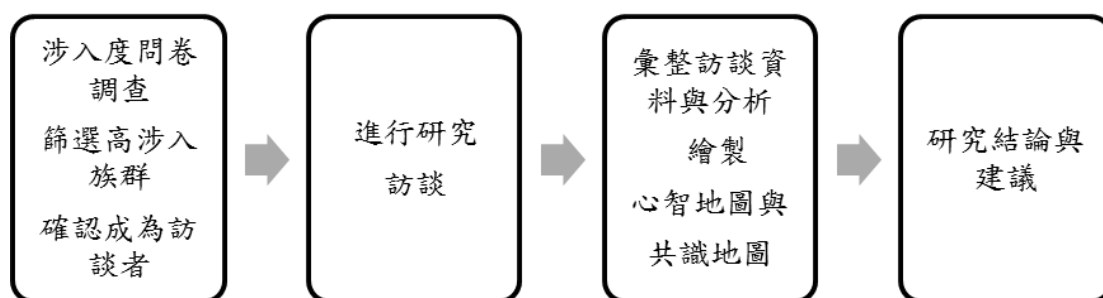 涉入度問卷
調查
篩選高涉入
族群
確認成為訪
談者
進行研究
訪談
彙整訪談資
料與分析
繪製
心智地圖與
共識地圖
研究結論與
建議